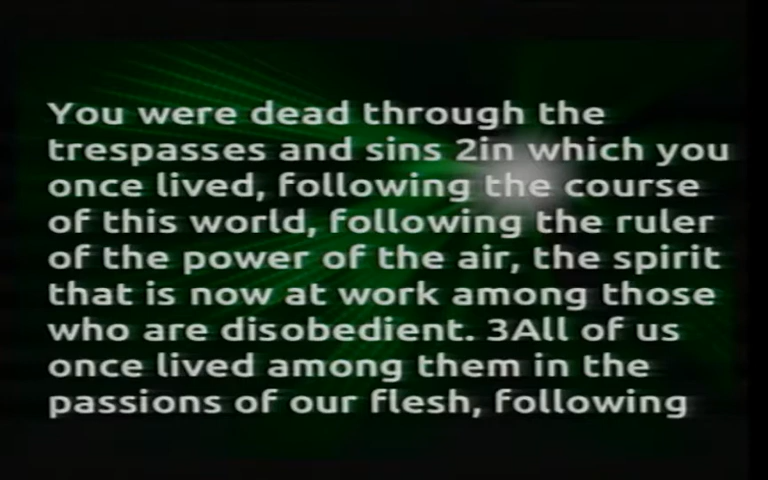 You were dead through the
trespasses and sins 2in which you
once lived, following the course
of this world, following the ruler
of the power of the air, the spirit
that is now at work among those
who are disobedient. 3All of us
once lived among them in the
passions of our flesh, following